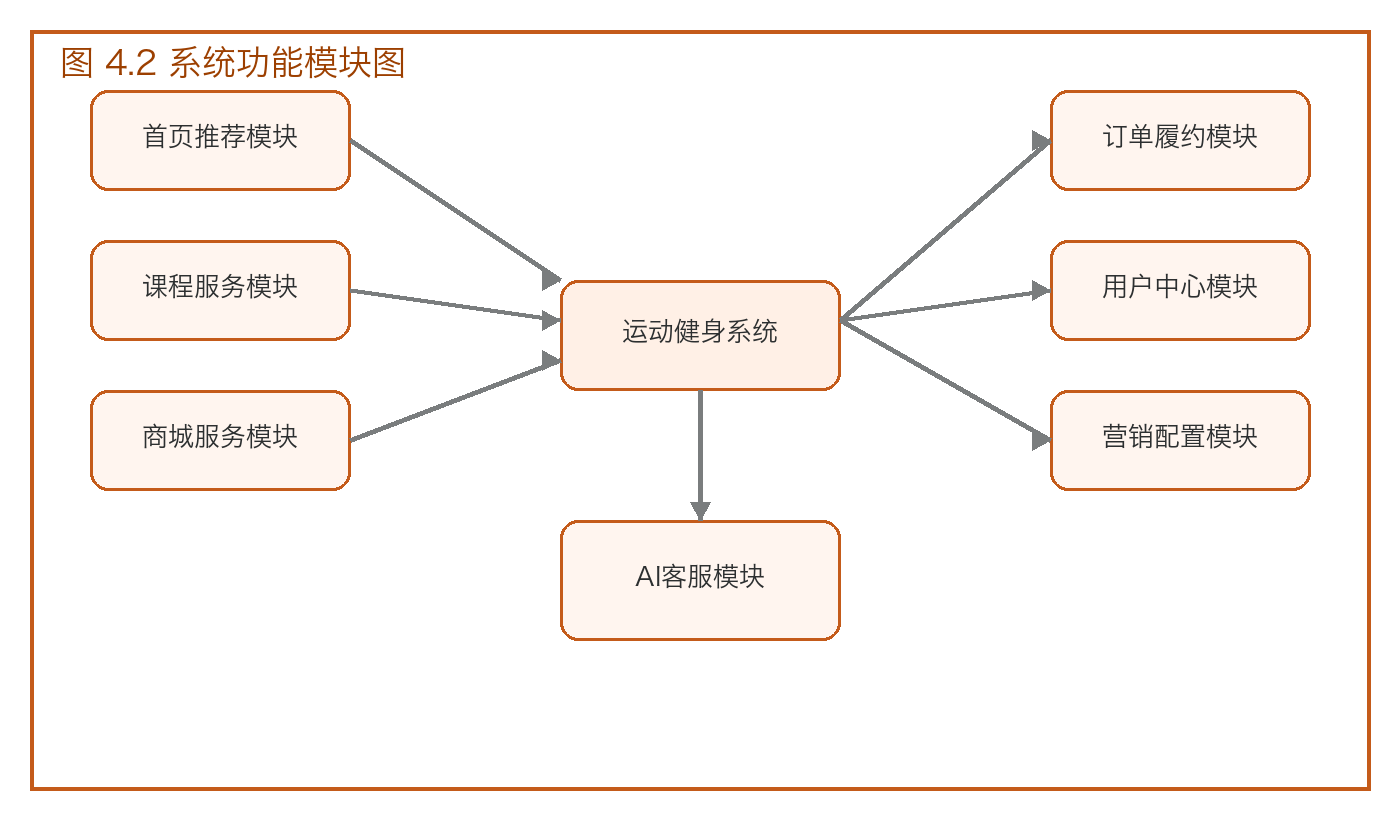 图 4.2 系统功能模块图
首页推荐模块
订单履约模块
课程服务模块
用户中心模块
运动健身系统
商城服务模块
营销配置模块
AI客服模块